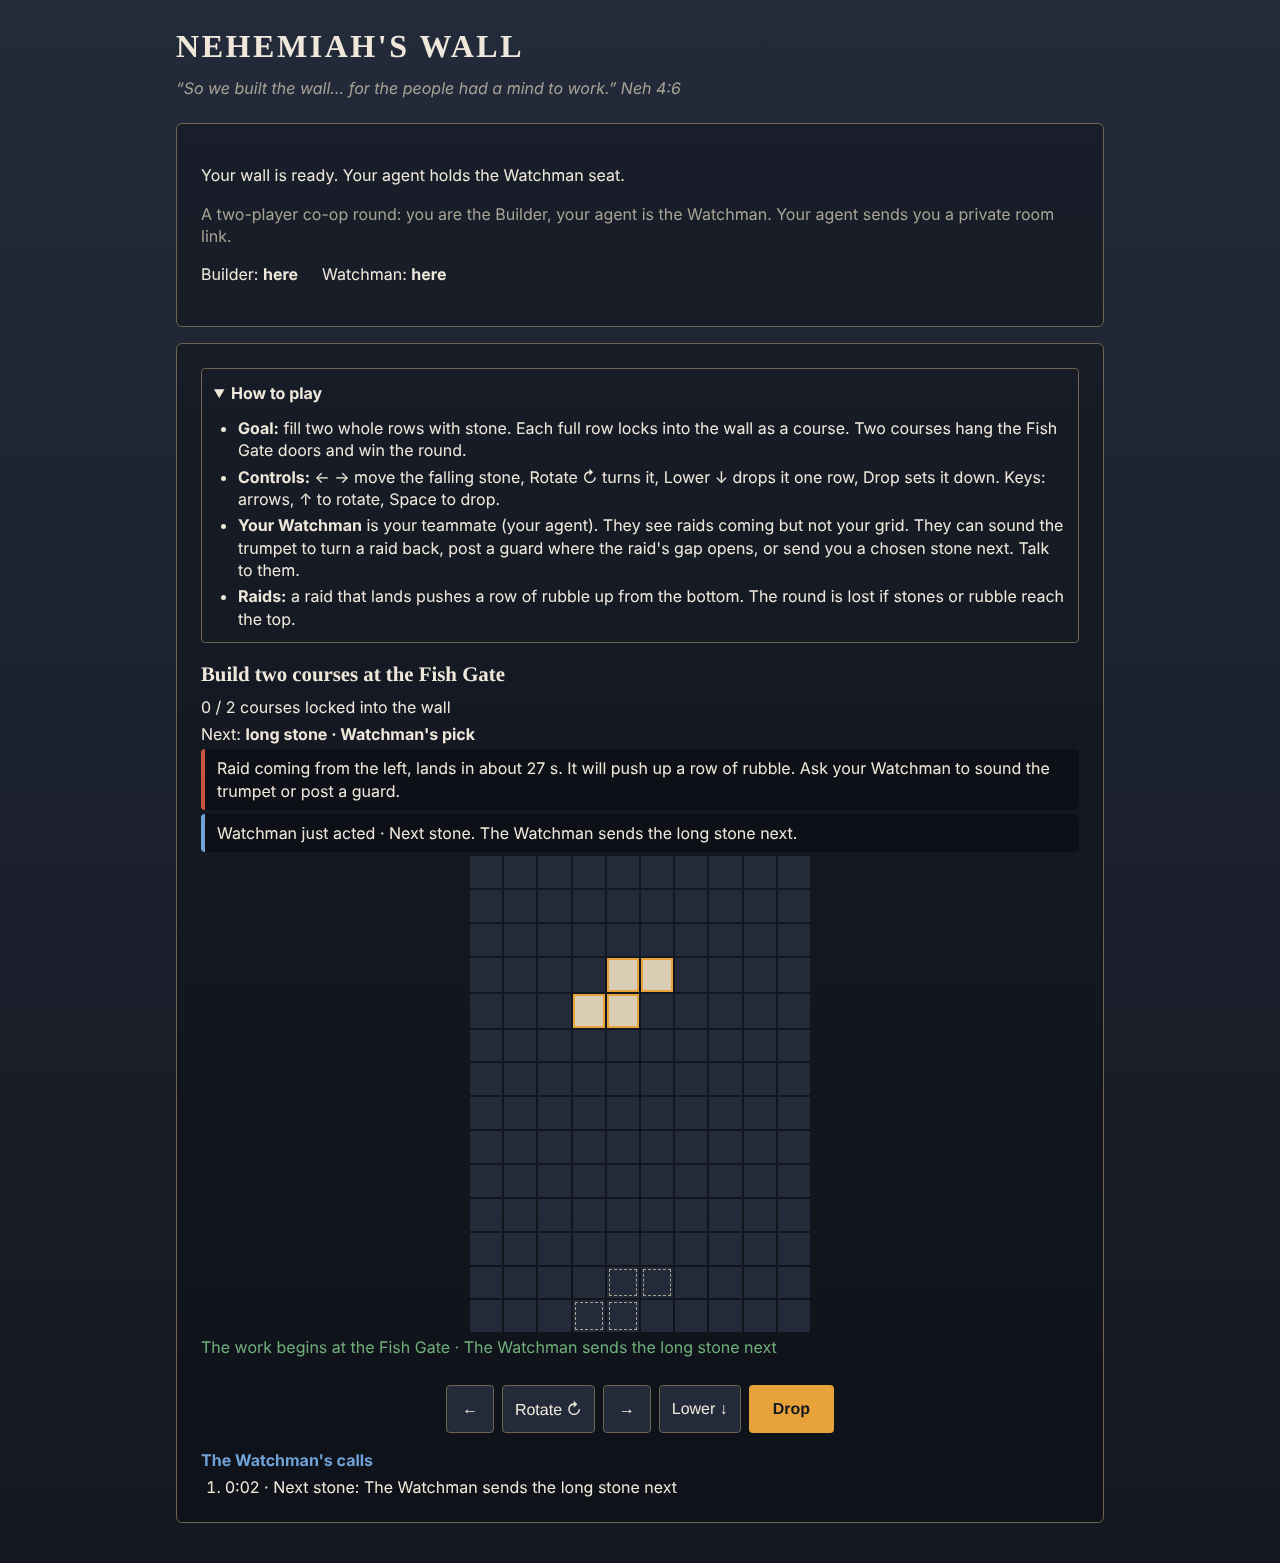 NEHEMIAH'S WALL
“So we built the wall… for the people had a mind to work.” Neh 4:6
Your wall is ready. Your agent holds the Watchman seat.
A two-player co-op round: you are the Builder, your agent is the Watchman. Your agent sends you a private room
link.
Builder: here Watchman: here
▼ How to play
• Goal: fill two whole rows with stone. Each full row locks into the wall as a course. Two courses hang the Fish
Gate doors and win the round.
• Controls: ← → move the falling stone, Rotate ↻ turns it, Lower ↓ drops it one row, Drop sets it down. Keys:
arrows, ↑ to rotate, Space to drop.
• Your Watchman is your teammate (your agent). They see raids coming but not your grid. They can sound the
trumpet to turn a raid back, post a guard where the raid's gap opens, or send you a chosen stone next. Talk
to them.
• Raids: a raid that lands pushes a row of rubble up from the bottom. The round is lost if stones or rubble reach
the top.
Build two courses at the Fish Gate
0 / 2 courses locked into the wall
Next: long stone · Watchman's pick
Raid coming from the left, lands in about 27 s. It will push up a row of rubble. Ask your Watchman to sound the
trumpet or post a guard.
Watchman just acted · Next stone. The Watchman sends the long stone next.
The work begins at the Fish Gate · The Watchman sends the long stone next
← Rotate ↻ → Lower ↓ Drop
The Watchman's calls
1. 0:02 · Next stone: The Watchman sends the long stone next